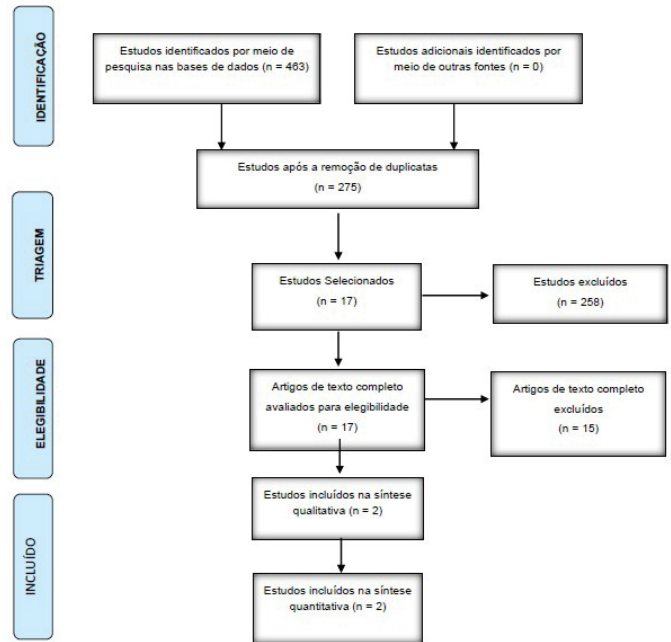 IDENTIFICAÇÃO
Estudos identificados por meio de
pesquisa nas bases de dados (n = 463)
Estudos adicionais identificados por
meio de outras fontes (n = 0)
Estudos após a remoção de duplicatas
(n = 275)
TRIAGEM
Estudos Selecionados
(n = 17)
Estudos excluídos
(n = 258)
ELEGIBILIDADE
Artigos de texto completo
avaliados para elegibilidade
(n = 17)
Artigos de texto completo
excluídos
(n = 15)
INCLUÍDO
Estudos incluídos na síntese
qualitativa (n = 2)
Estudos incluídos na síntese
quantitativa (n = 2)